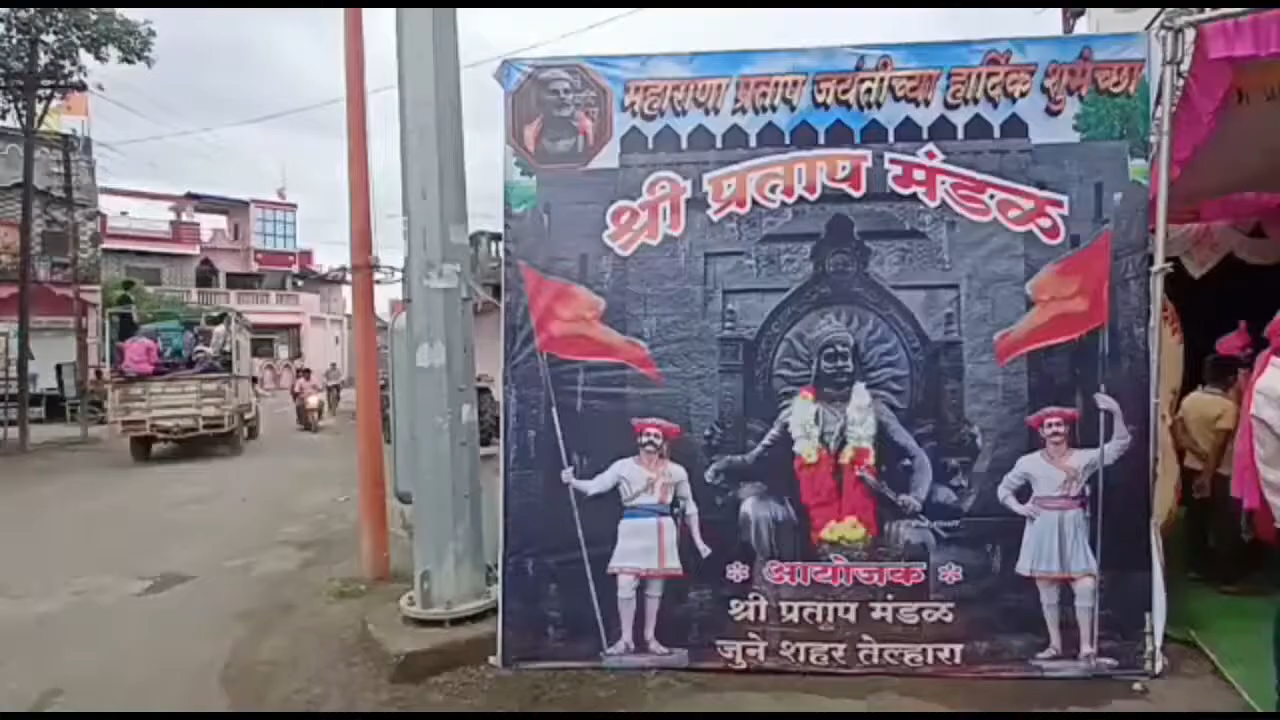 महाराणा प्रताप जयंतीच्या हार्दिक शुभेच्छा
श्री प्रताप मंडळ
आयोजक
श्री प्रताप मंडळ
जुने शहर तेल्हारा